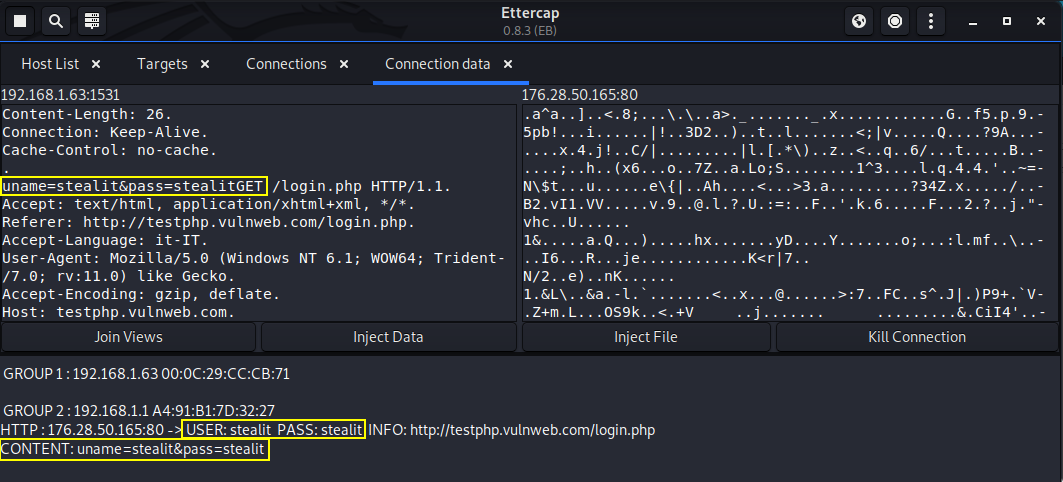 Ettercap
0.8.3 (EB)
Host List × Targets × Connections × Connection data ×
192.168.1.63:1531
Content-Length: 26.
Connection: Keep-Alive.
Cache-Control: no-cache.
.
uname=stealit&pass=stealitGET /login.php HTTP/1.1.
Accept: text/html, application/xhtml+xml, */*.
Referer: http://testphp.vulnweb.com/login.php.
Accept-Language: it-IT.
User-Agent: Mozilla/5.0 (Windows NT 6.1; WOW64; Trident-
/7.0; rv:11.0) like Gecko.
Accept-Encoding: gzip, deflate.
Host: testphp.vulnweb.com.
176.28.50.165:80
.a^a..]..<.8;...\.\..a>._......._.x............G..f5.p.9.-
5pb!...i......|!..3D2..)..t..l.......<;|v.....Q....?9A...-
....x.4.j!..C/|.........|l.[.*\)..z..<..q..6/...t.....B..-
....;..h..(x6...o..7Z..a.Lo;S........1^3....l.q.4.4.'..~=-
N\$t...u......e\{|..Ah....<...>3.a.........?34Z.x...../..-
B2.vI1.VV.....v.9..@.l.?.U.:=:..F..'.k.6.....F...2.?..j."-
vhc..U......
1&.....a.Q...).....hx.......yD....Y.......o;...:l.mf..\..-
..I6...R...je............K<r|7..
N/2..e)..nK......
1.&L\..&a.-l.`.......<..x...@......>:7..FC..s^.J|.)P9+.`V-
.Z+m.L...OS9k..<.+V ..j....... .........&.CiI4'..-
Join Views Inject Data Inject File Kill Connection
GROUP 1 : 192.168.1.63 00:0C:29:CC:CB:71
GROUP 2 : 192.168.1.1 A4:91:B1:7D:32:27
HTTP : 176.28.50.165:80 -> USER: stealit PASS: stealit INFO: http://testphp.vulnweb.com/login.php
CONTENT: uname=stealit&pass=stealit